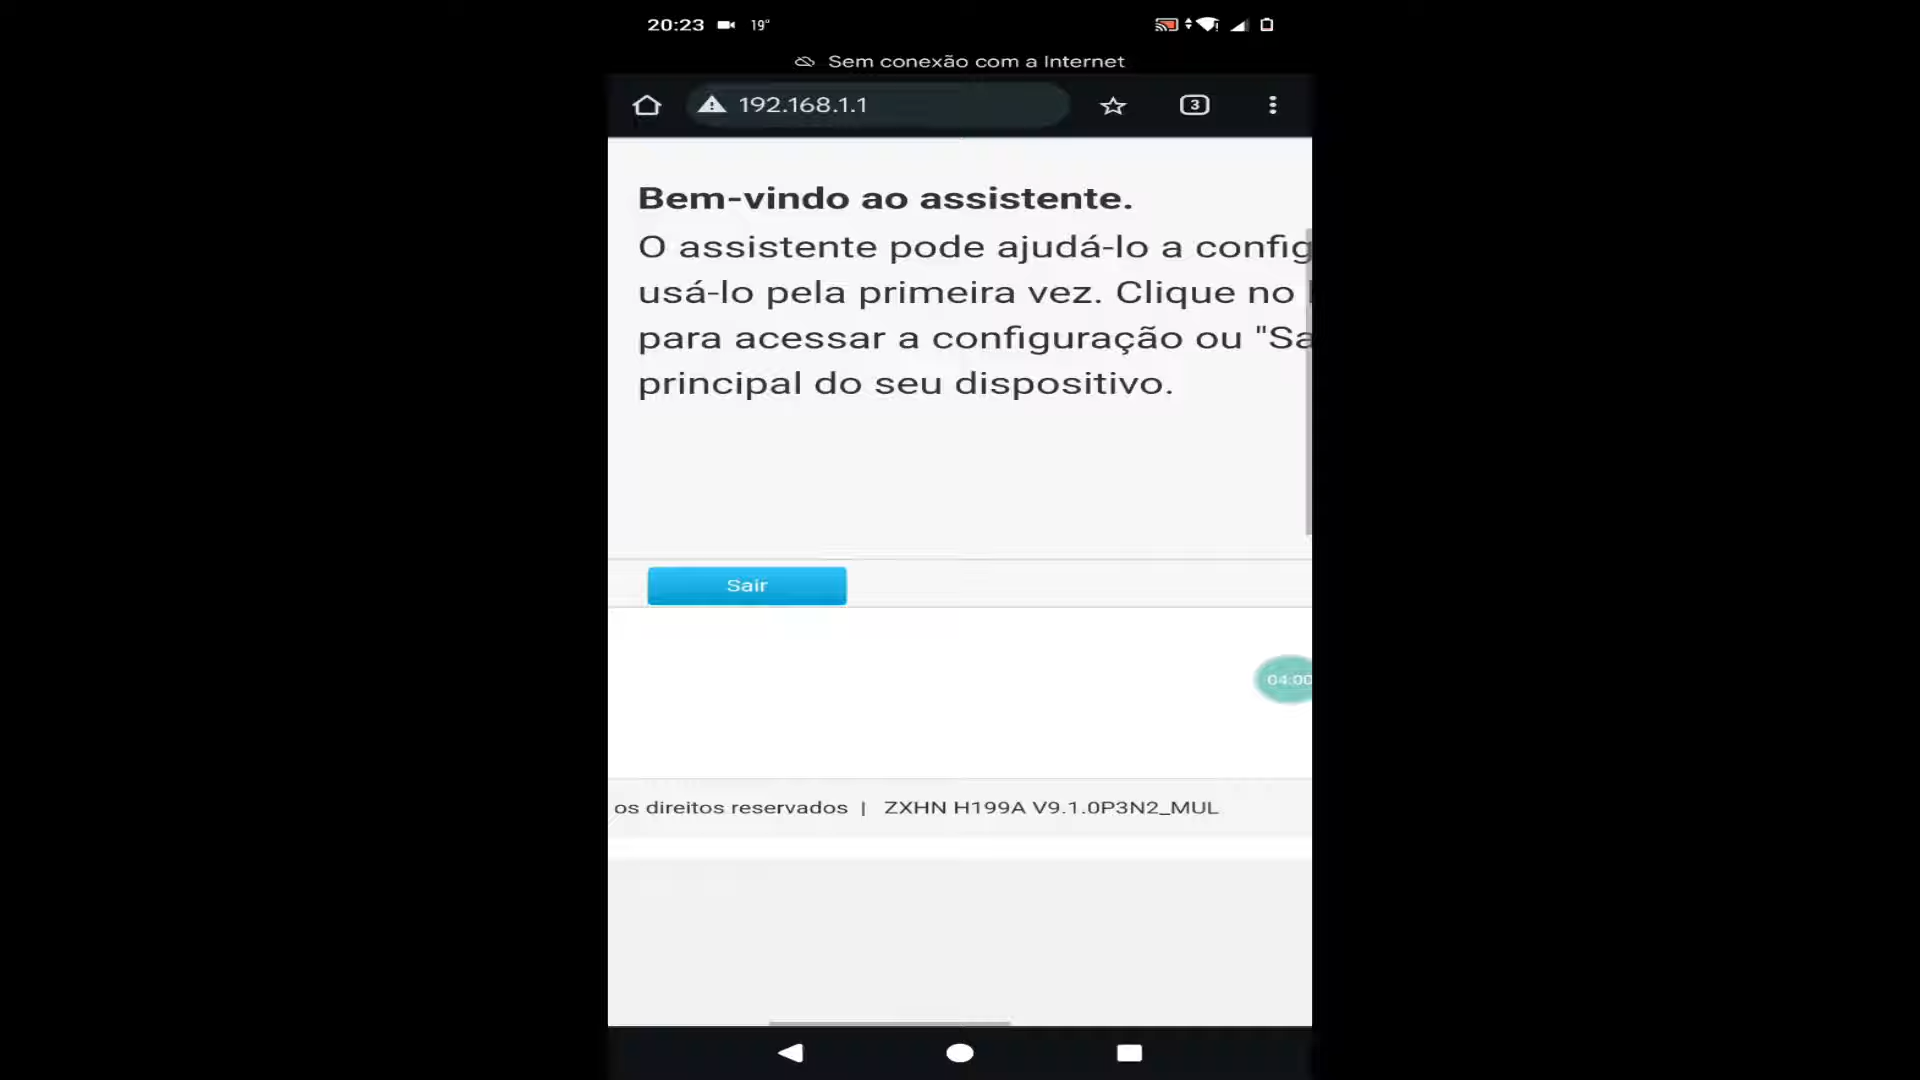 20:23 19°
Sem conexão com a Internet
192.168.1.1 3
Bem-vindo ao assistente.
O assistente pode ajudá-lo a config
usá-lo pela primeira vez. Clique no
para acessar a configuração ou "Sa
principal do seu dispositivo.
Sair
04:00
os direitos reservados | ZXHN H199A V9.1.0P3N2_MUL